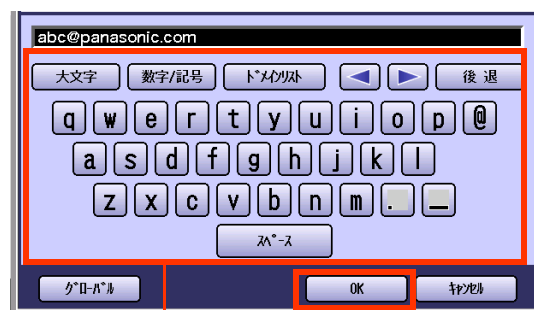 abc@panasonic.com
大文字 数字/記号 ﾄﾞﾒｲﾝﾘｽﾄ 後退
q w e r t y u i o p @
a s d f g h j k l
z x c v b n m . _
ｽﾍﾟｰｽ
ｸﾞﾛｰﾊﾞﾙ OK ｷｬﾝｾﾙ